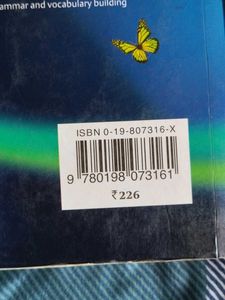 ammar and vocabulary building
ISBN 0-19-807316-X
9 780198 073161
₹226